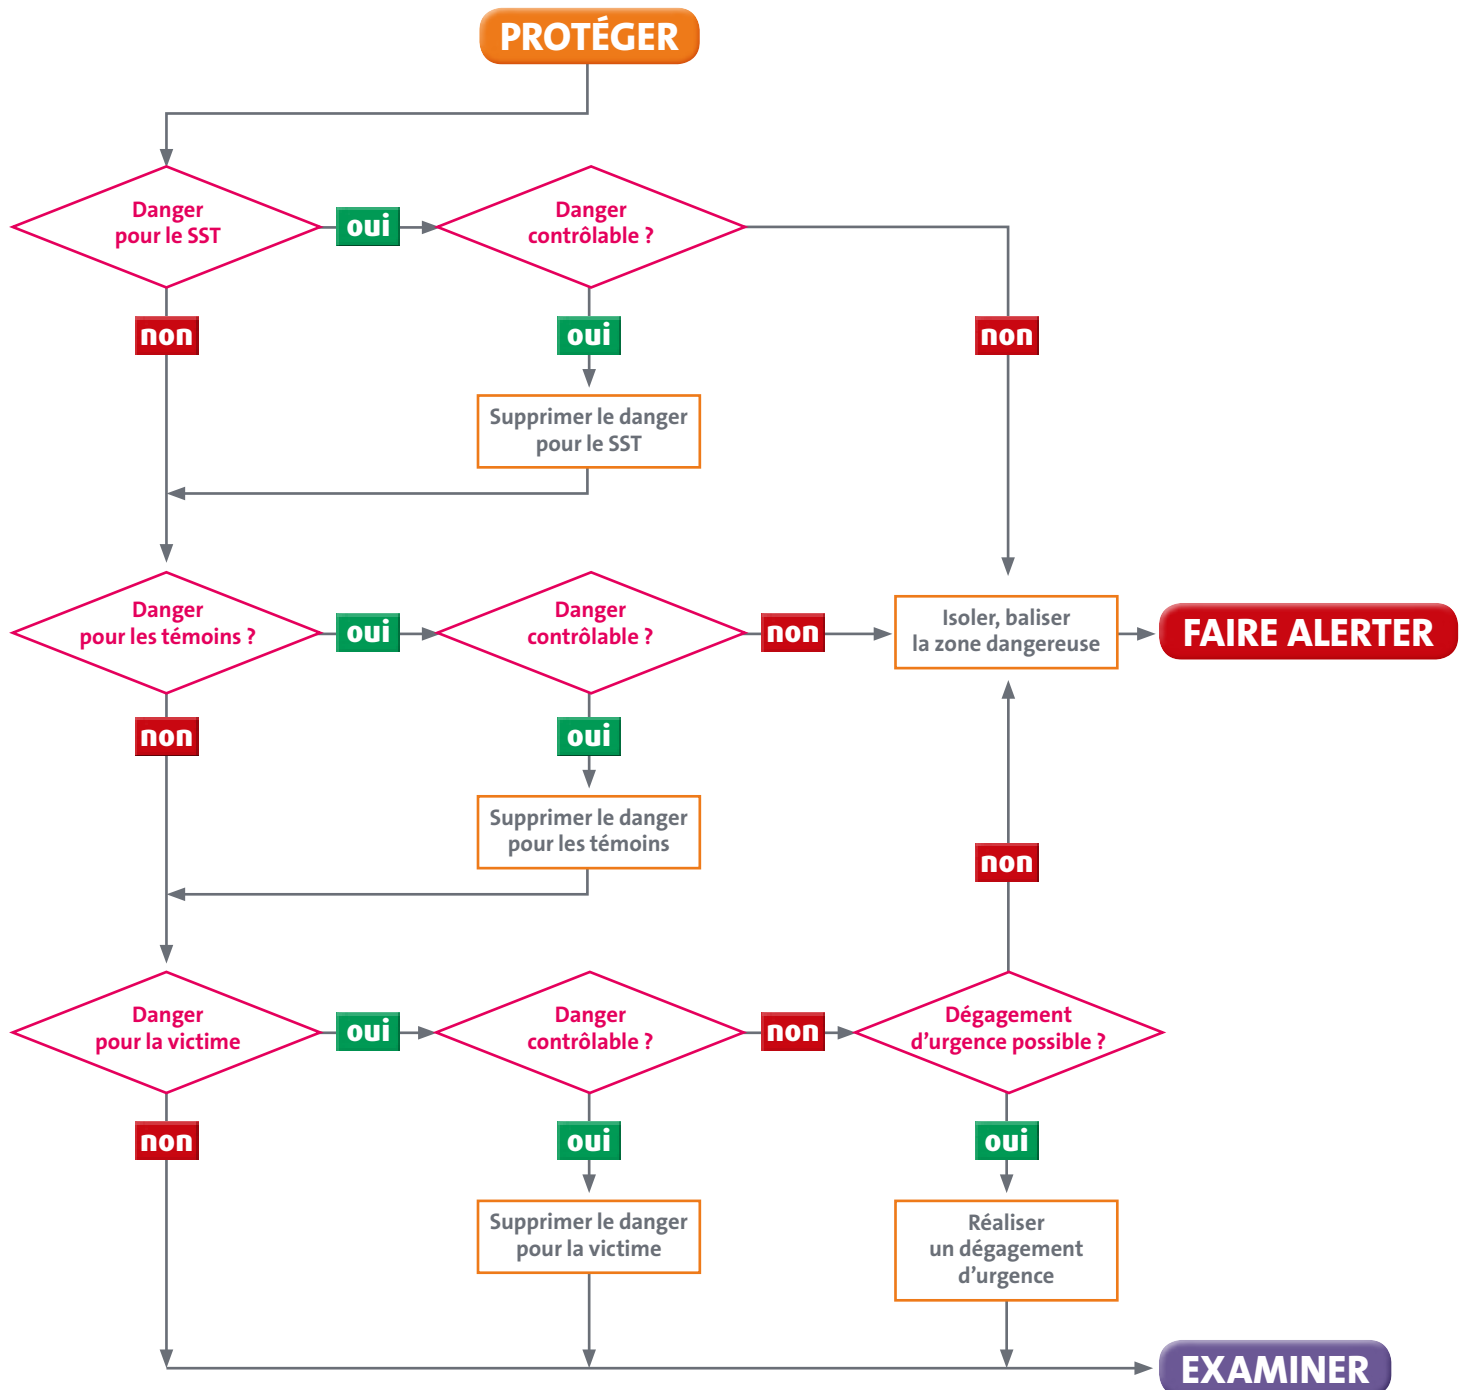 PROTÉGER
Danger
pour le SST
oui
Danger
contrôlable ?
non
oui
non
Supprimer le danger
pour le SST
Danger
pour les témoins ?
oui
Danger
contrôlable ?
non
Isoler, baliser
la zone dangereuse
FAIRE ALERTER
non
oui
Supprimer le danger
pour les témoins
non
Danger
pour la victime
oui
Danger
contrôlable ?
non
Dégagement
d’urgence possible ?
non
oui
oui
Supprimer le danger
pour la victime
Réaliser
un dégagement
d’urgence
EXAMINER